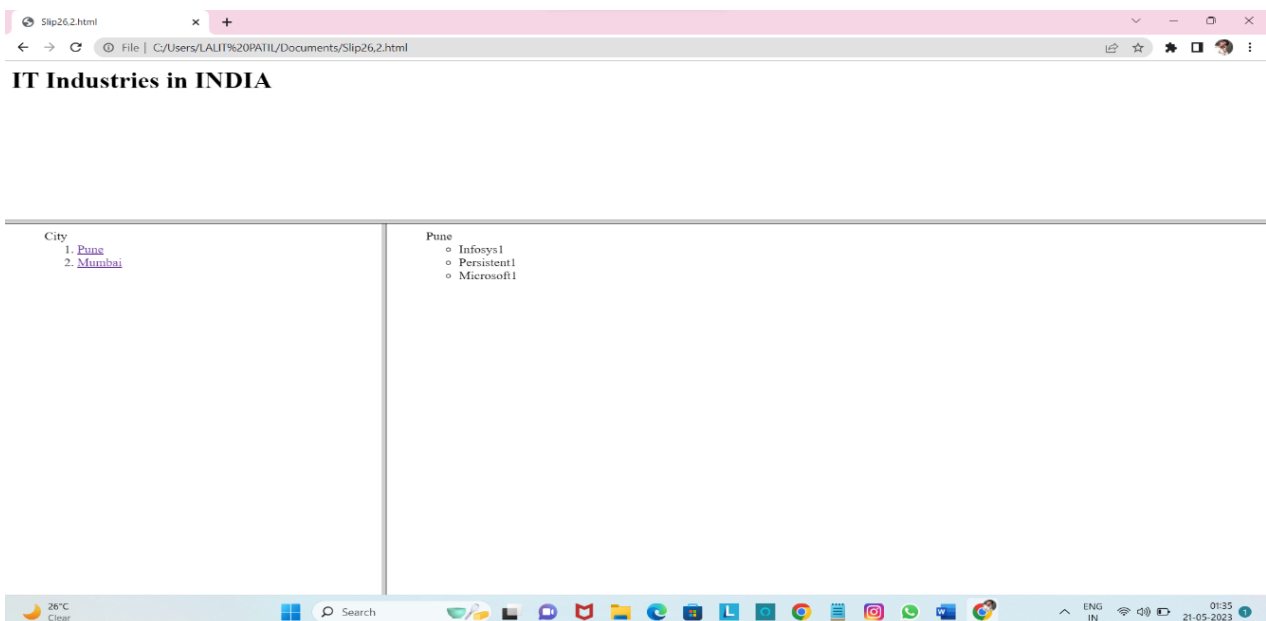 Slip26,2.html
File | C:/Users/LALIT%20PATIL/Documents/Slip26,2.html
IT Industries in INDIA
City
1. Pune
2. Mumbai
Pune
Infosys1
Persistent1
Microsoft1
26°C
Clear
Search
L
W
ENG
IN
01:35
21-05-2023
1